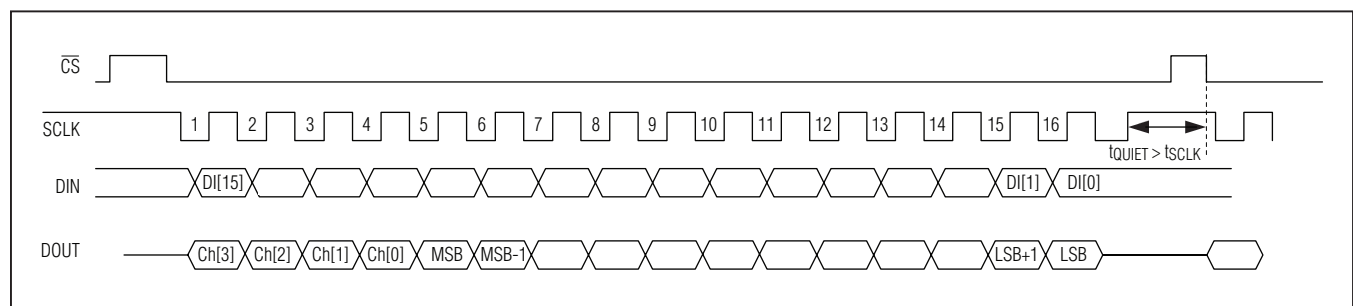 CS
SCLK 1 2 3 4 5 6 7 8 9 10 11 12 13 14 15 16
tQUIET > tSCLK
DIN DI[15] DI[1] DI[0]
DOUT Ch[3] Ch[2] Ch[1] Ch[0] MSB MSB-1 LSB+1 LSB